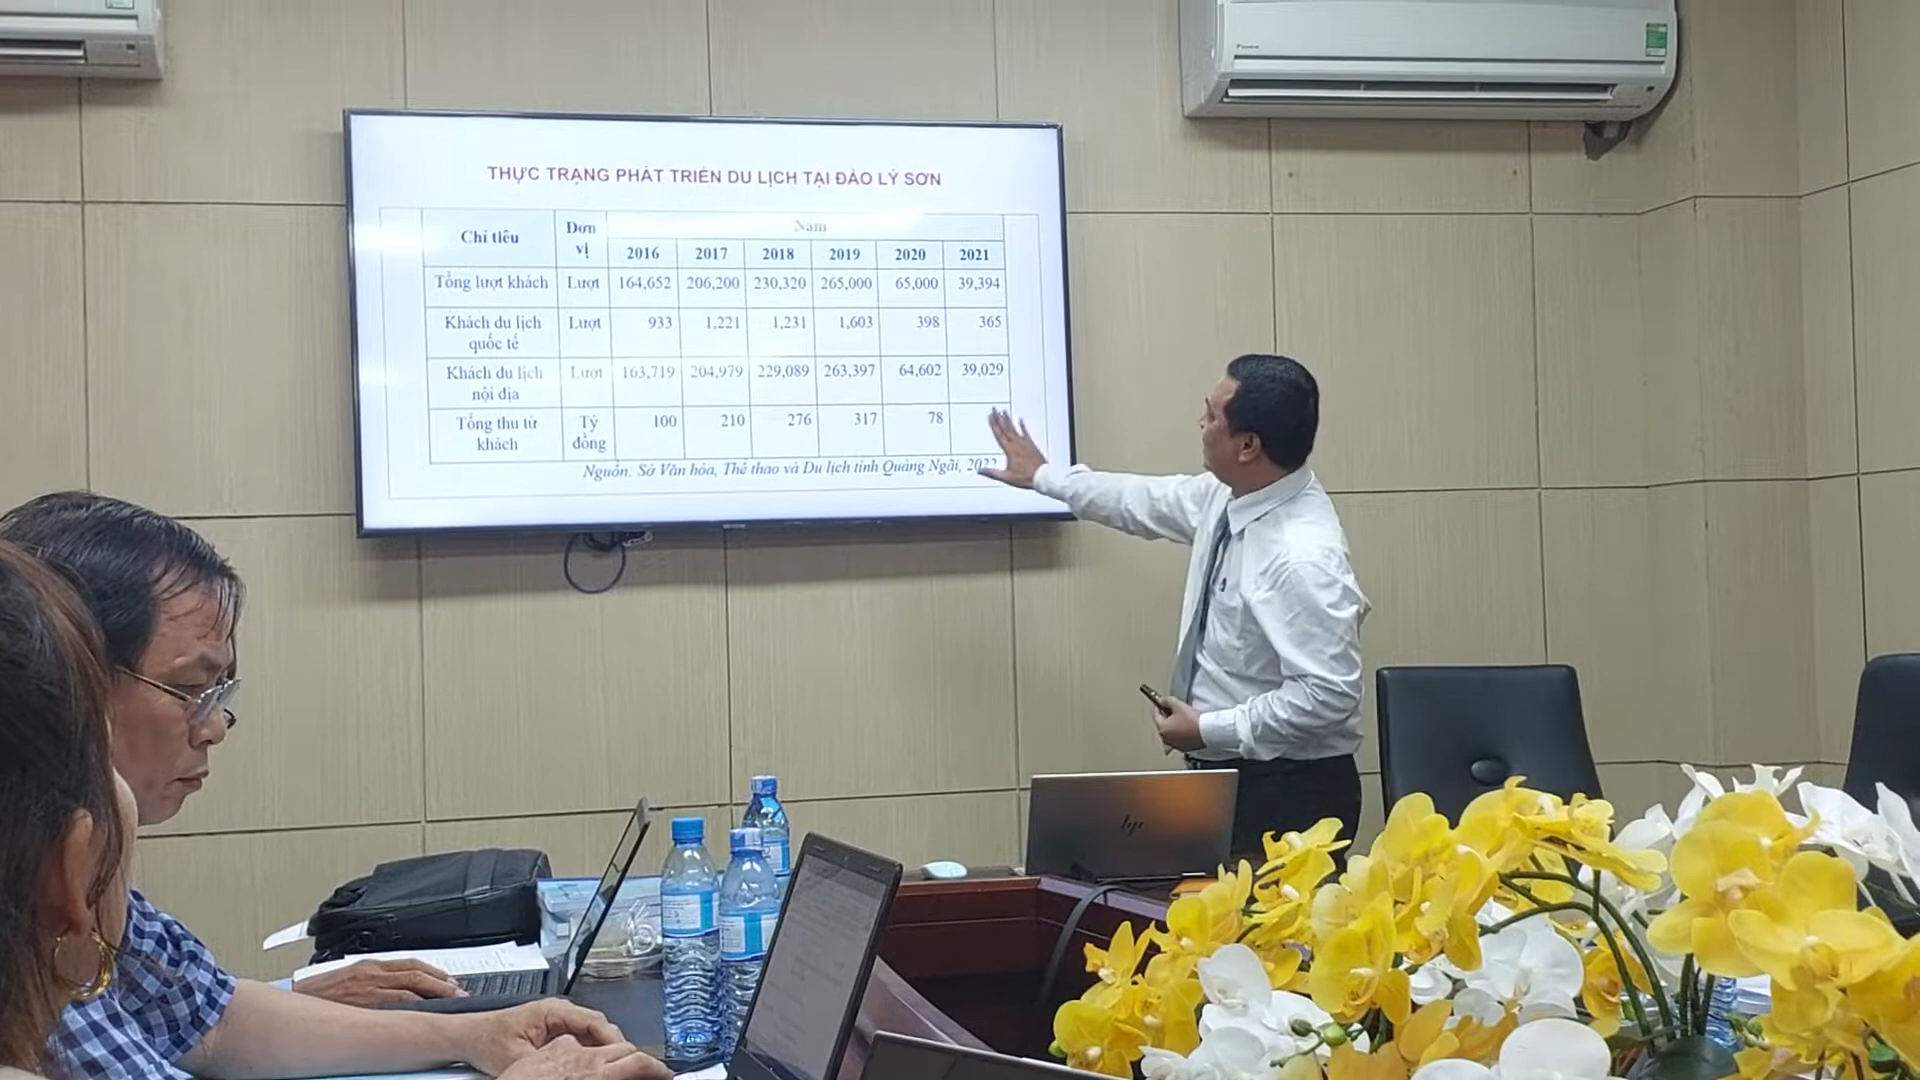 THỰC TRẠNG PHÁT TRIỂN DU LỊCH TẠI ĐẢO LÝ SƠN
Chỉ tiêu Đơn vị Năm
2016 2017 2018 2019 2020 2021
Tổng lượt khách Lượt 164,652 206,200 230,320 265,000 65,000 39,394
Khách du lịch Lượt 933 1,221 1,231 1,603 398 365
quốc tế
Khách du lịch Lượt 163,719 204,979 229,089 263,397 64,602 39,029
nội địa
Tổng thu từ Tỷ 100 210 276 317 78
khách đồng
Nguồn: Sở Văn hóa, Thể thao và Du lịch tỉnh Quảng Ngãi, 2022
DAIKIN
hp